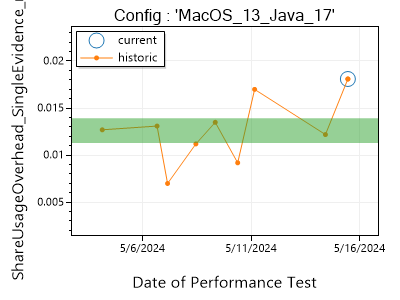 Config : 'MacOS_13_Java_17'
current
historic
0.02
0.015
0.01
0.005
ShareUsageOverhead_SingleEvidence_
5/6/2024
5/11/2024
5/16/2024
Date of Performance Test